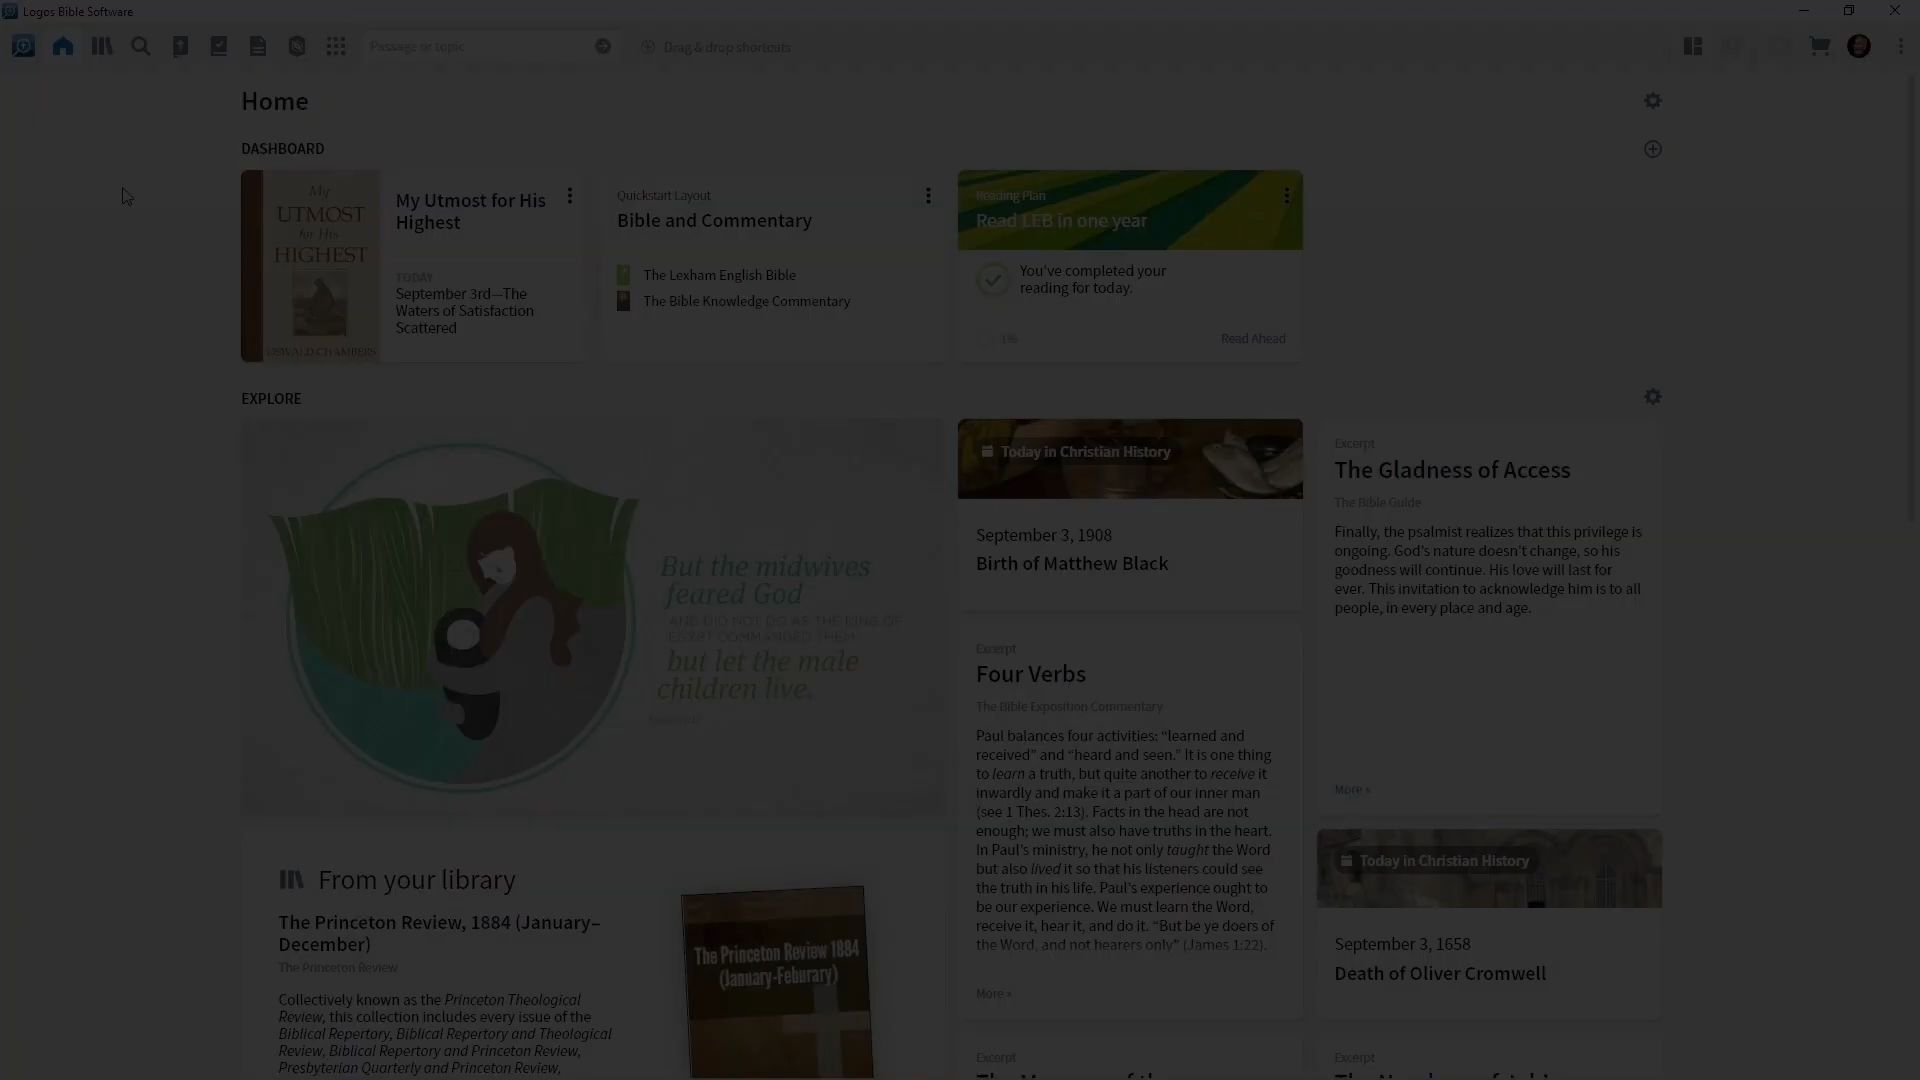 Logos Bible Software
Passage or topic
Drag & drop shortcuts
Home
DASHBOARD
My
UTMOST
for His
HIGHEST
OSWALD CHAMBERS
My Utmost for His
Highest
TODAY
September 3rd—The
Waters of Satisfaction
Scattered
Quickstart Layout
Bible and Commentary
The Lexham English Bible
The Bible Knowledge Commentary
Reading Plan
Read LEB in one year
You've completed your
reading for today.
1%
Read Ahead
EXPLORE
But the midwives
feared God
AND DID NOT DO AS THE KING OF
EGYPT COMMANDED THEM,
but let the male
children live.
Today in Christian History
September 3, 1908
Birth of Matthew Black
Excerpt
Four Verbs
The Bible Exposition Commentary
Paul balances four activities: “learned and
received” and “heard and seen.” It is one thing
to learn a truth, but quite another to receive it
inwardly and make it a part of our inner man
(see 1 Thes. 2:13). Facts in the head are not
enough; we must also have truths in the heart.
In Paul's ministry, he not only taught the Word
but also lived it so that his listeners could see
the truth in his life. Paul's experience ought to
be our experience. We must learn the Word,
receive it, hear it, and do it. “But be ye doers of
the Word, and not hearers only” (James 1:22).
More »
Excerpt
Excerpt
The Gladness of Access
The Bible Guide
Finally, the psalmist realizes that this privilege is
ongoing. God's nature doesn't change, so his
goodness will continue. His love will last for
ever. This invitation to acknowledge him is to all
people, in every place and age.
More »
Today in Christian History
September 3, 1658
Death of Oliver Cromwell
Excerpt
From your library
The Princeton Review, 1884 (January–
December)
The Princeton Review
Collectively known as the Princeton Theological
Review, this collection includes every issue of the
Biblical Repertory, Biblical Repertory and Theological
Review, Biblical Repertory and Princeton Review,
Presbyterian Quarterly and Princeton Review,
The Princeton Review 1884
(January-Feburary)